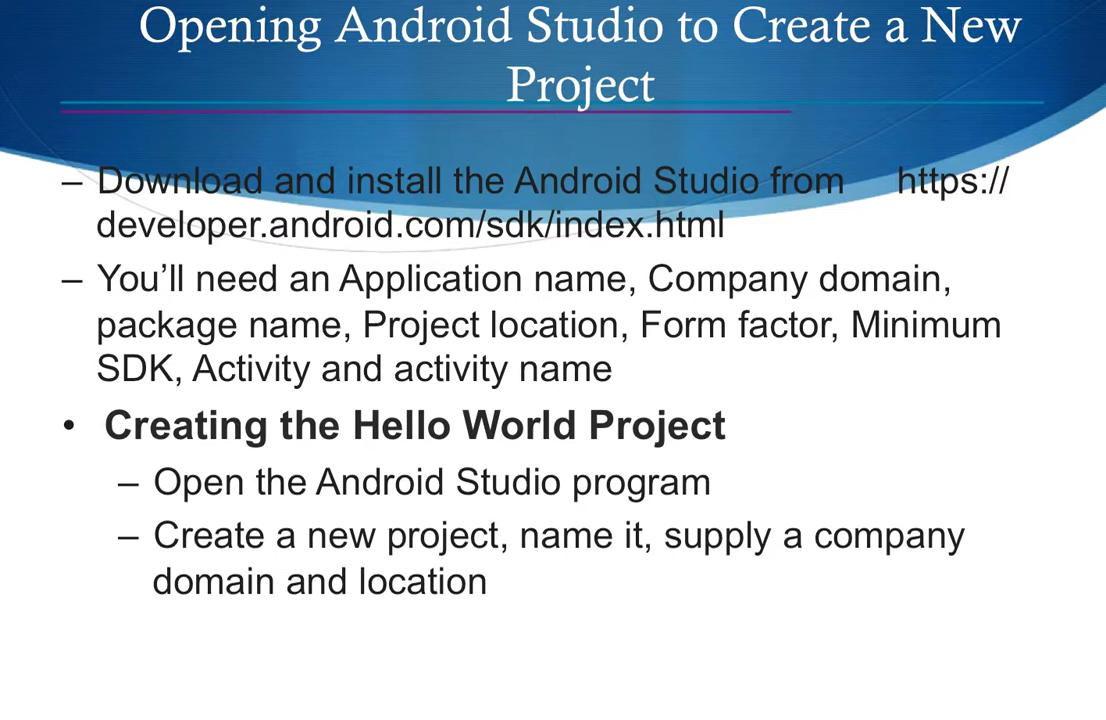 Opening Android Studio to Create a New
Project
– Download and install the Android Studio from https://
developer.android.com/sdk/index.html
– You’ll need an Application name, Company domain,
package name, Project location, Form factor, Minimum
SDK, Activity and activity name
• Creating the Hello World Project
– Open the Android Studio program
– Create a new project, name it, supply a company
domain and location